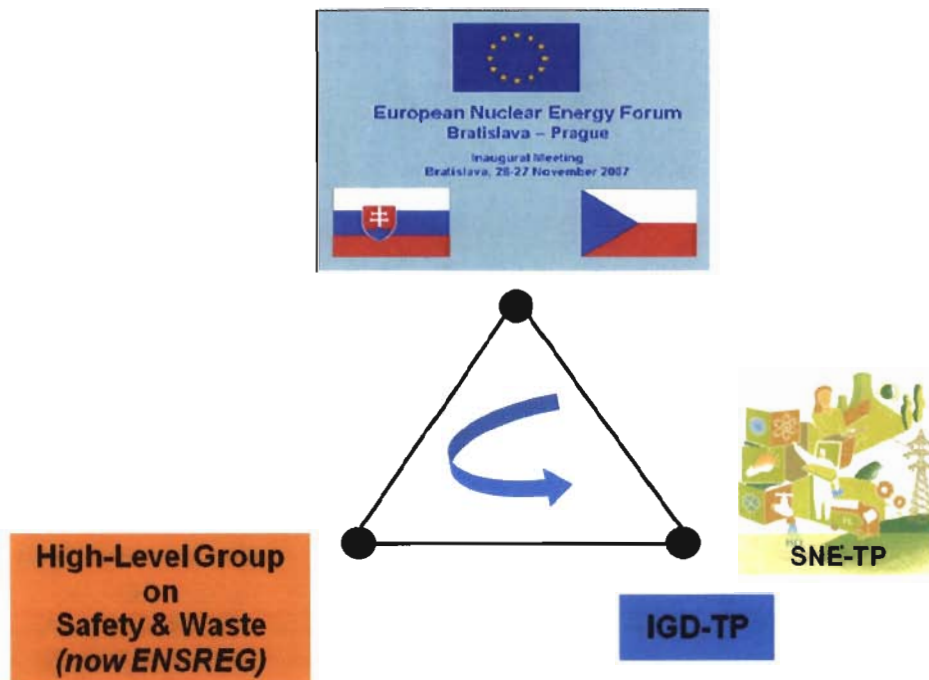 European Nuclear Energy Forum
Bratislava – Prague
Inaugural Meeting
Bratislava, 26-27 November 2007
SNE-TP
High-Level Group
on
Safety & Waste
(now ENSREG)
IGD-TP